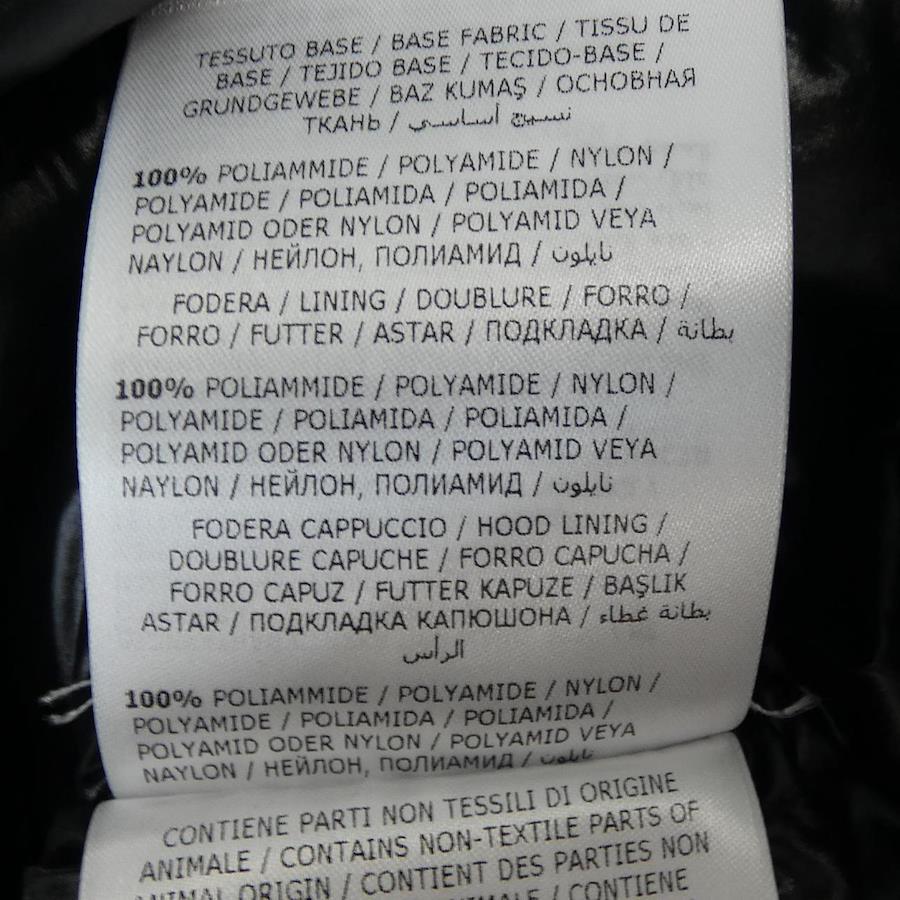 TESSUTO BASE / BASE FABRIC / TISSU DE
BASE / TEJIDO BASE / TECIDO-BASE /
GRUNDGEWEBE / BAZ KUMAŞ / ОСНОВНАЯ
ТКАНЬ / نسيج أساسي
100% POLIAMMIDE / POLYAMIDE / NYLON /
POLYAMIDE / POLIAMIDA / POLIAMIDA /
POLYAMID ODER NYLON / POLYAMID VEYA
NAYLON / НЕЙЛОН, ПОЛИАМИД / نايلون
FODERA / LINING / DOUBLURE / FORRO /
FORRO / FUTTER / ASTAR / ПОДКЛАДКА / بطانة
100% POLIAMMIDE / POLYAMIDE / NYLON /
POLYAMIDE / POLIAMIDA / POLIAMIDA /
POLYAMID ODER NYLON / POLYAMID VEYA
NAYLON / НЕЙЛОН, ПОЛИАМИД / نايلون
FODERA CAPPUCCIO / HOOD LINING /
DOUBLURE CAPUCHE / FORRO CAPUCHA /
FORRO CAPUZ / FUTTER KAPUZE / BAŞLIK
ASTAR / ПОДКЛАДКА КАПЮШОНА / بطانة غطاء
الرأس
100% POLIAMMIDE / POLYAMIDE / NYLON /
POLYAMIDE / POLIAMIDA / POLIAMIDA /
POLYAMID ODER NYLON / POLYAMID VEYA
NAYLON / НЕЙЛОН, ПОЛИАМИД / نايلون
CONTIENE PARTI NON TESSILI DI ORIGINE
ANIMALE / CONTAINS NON-TEXTILE PARTS OF
ANIMAL ORIGIN / CONTIENT DES PARTIES NON
/ CONTIENE